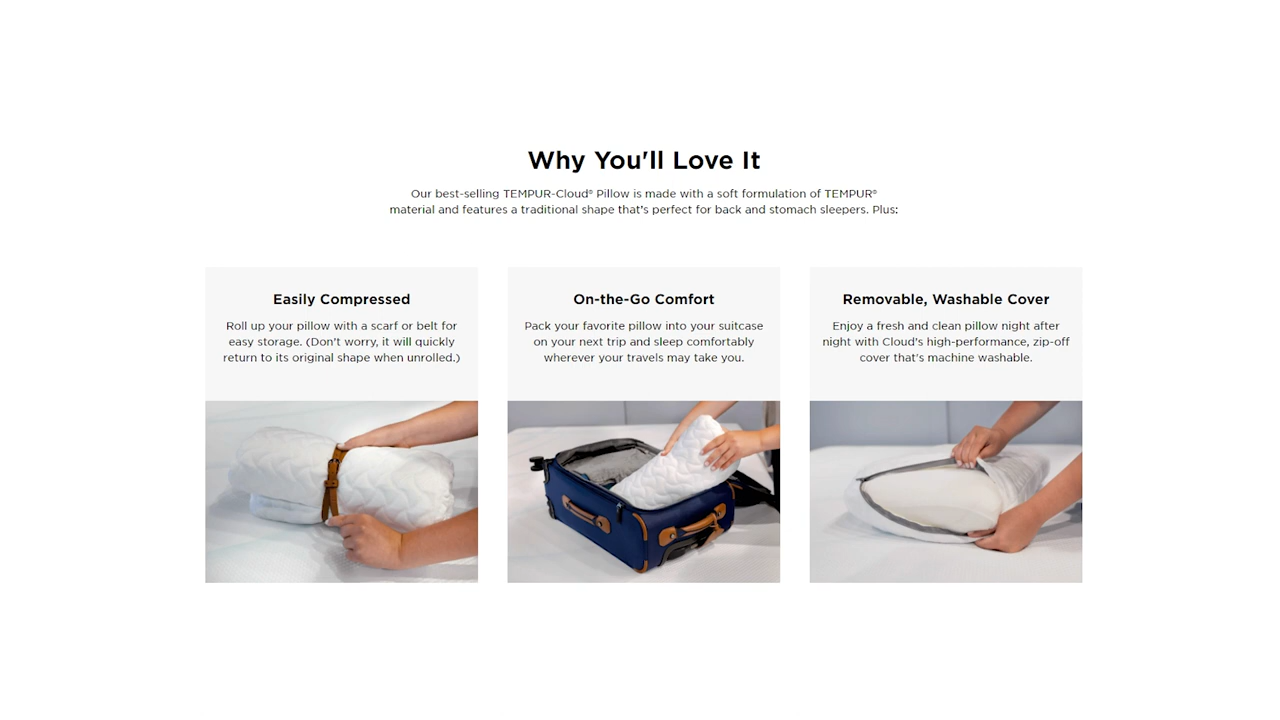 Why You'll Love It
Our best-selling TEMPUR-Cloud® Pillow is made with a soft formulation of TEMPUR®
material and features a traditional shape that's perfect for back and stomach sleepers. Plus:
Easily Compressed
Roll up your pillow with a scarf or belt for
easy storage. (Don't worry, it will quickly
return to its original shape when unrolled.)
On-the-Go Comfort
Pack your favorite pillow into your suitcase
on your next trip and sleep comfortably
wherever your travels may take you.
Removable, Washable Cover
Enjoy a fresh and clean pillow night after
night with Cloud's high-performance, zip-off
cover that's machine washable.